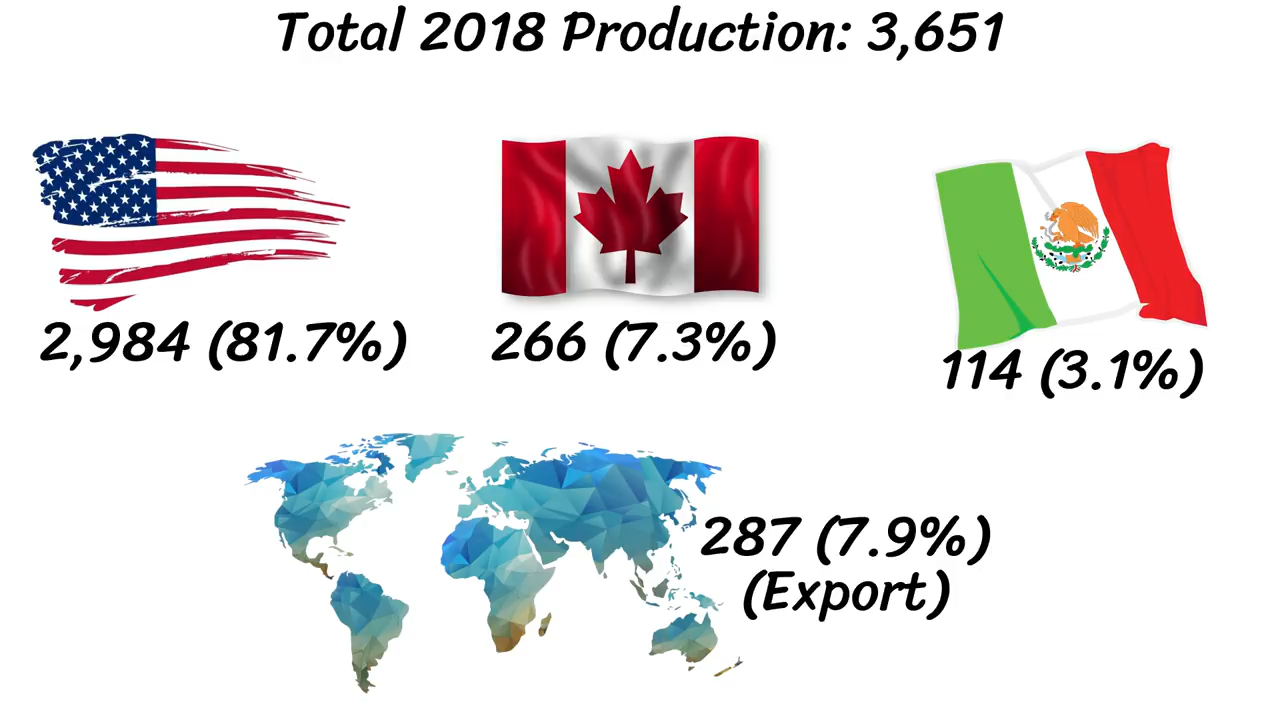 Total 2018 Production: 3,651
2,984 (81.7%)
266 (7.3%)
114 (3.1%)
287 (7.9%)
(Export)